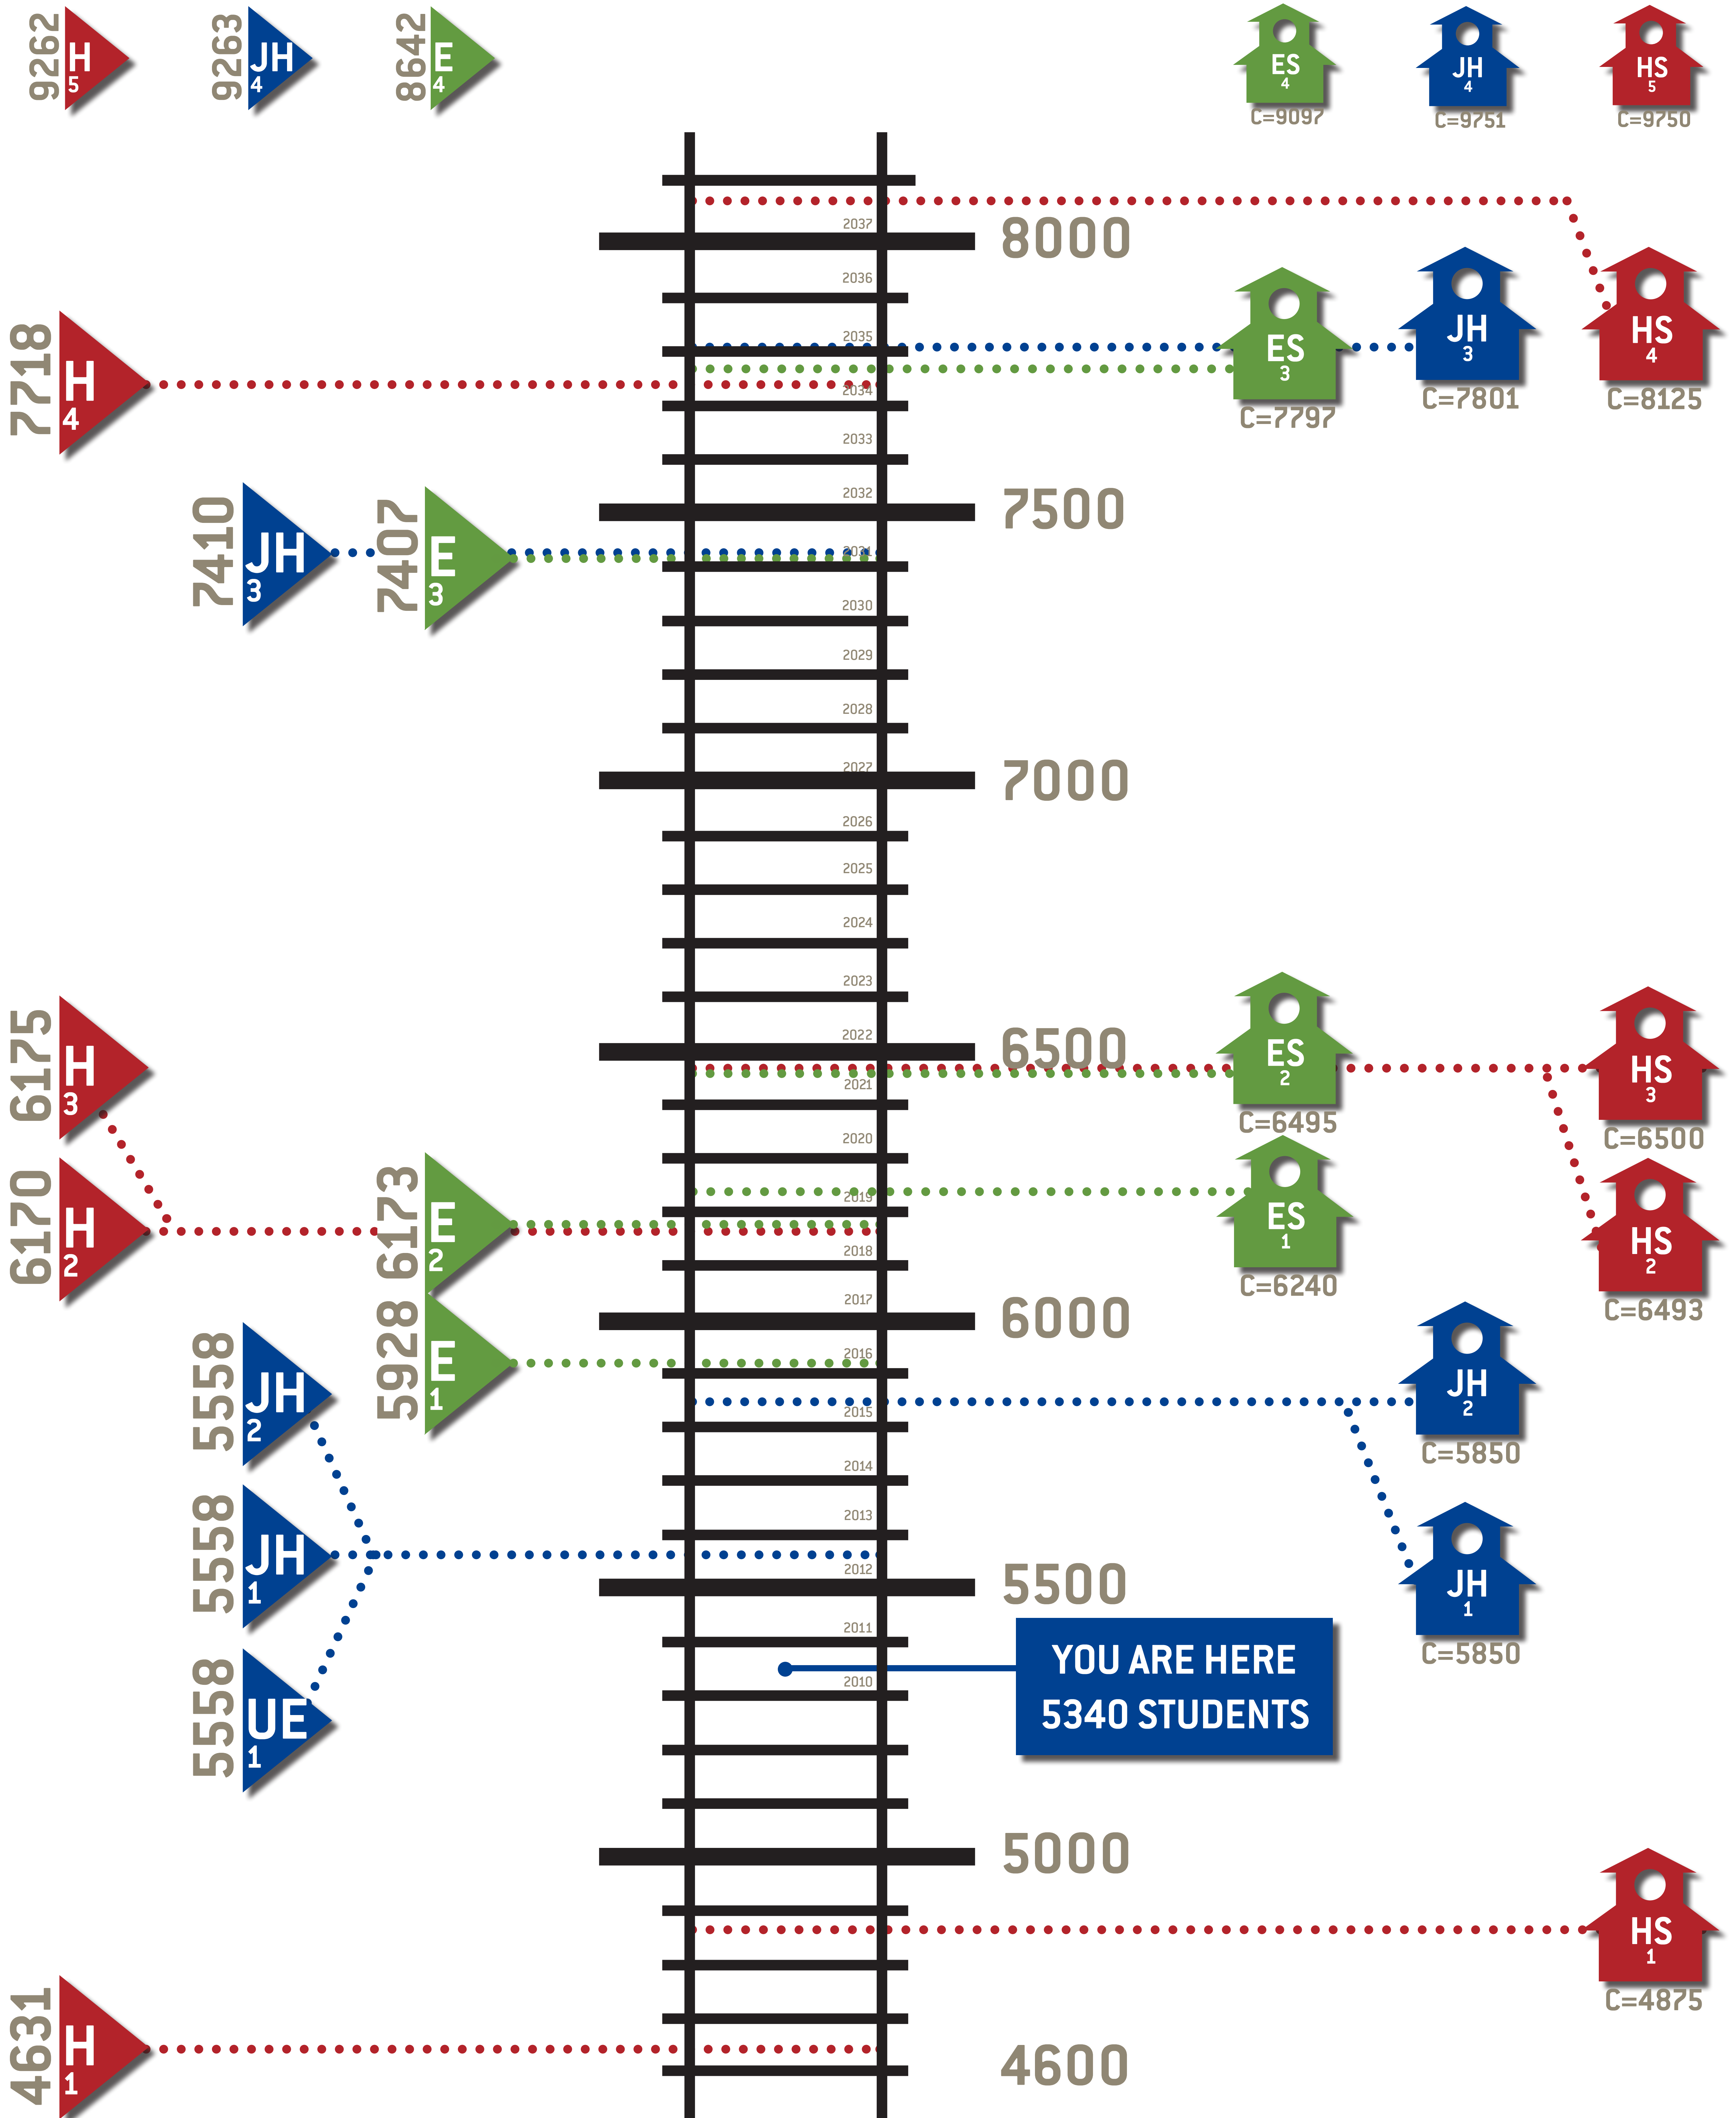 9262
H
5
9263
JH
4
8642
E
4
ES
4
C=9097
JH
4
C=9751
HS
5
C=9750
2037
8000
2036
2035
JH
3
C=7801
HS
4
C=8125
ES
3
C=7797
7718
H
4
2034
2033
2032
7500
7410
JH
3
7407
E
3
2031
2030
2029
2028
2027
7000
2026
2025
2024
2023
2022
6500
ES
2
C=6495
HS
3
C=6500
6175
H
3
2021
2020
2019
ES
1
C=6240
HS
2
C=6493
6170
H
2
6173
E
2
2018
2017
6000
5928
E
1
2016
5558
JH
2
2015
JH
2
C=5850
2014
2013
5558
JH
1
2012
5500
JH
1
C=5850
2011
YOU ARE HERE
5340 STUDENTS
2010
5558
UE
1
5000
HS
1
C=4875
4631
H
1
4600